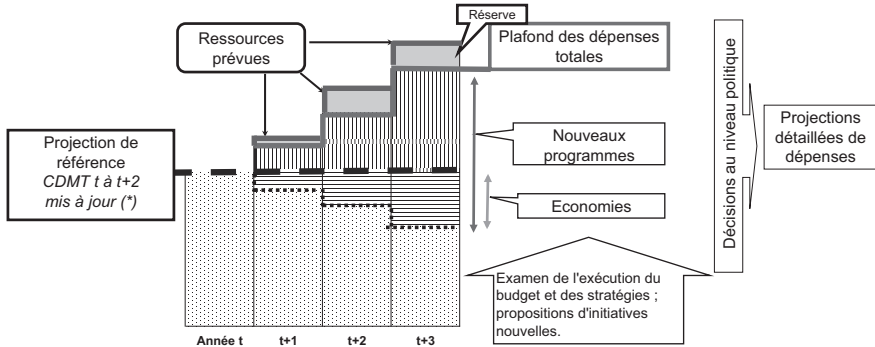 Réserve
Ressources
prévues
Plafond des dépenses
totales
Projection de
référence
CDMT t à t+2
mis à jour (*)
Nouveaux
programmes
Economies
Décisions au niveau politique
Projections
détaillées de
dépenses
Examen de l'exécution du
budget et des stratégies ;
propositions d'initiatives
nouvelles.
Année t t+1 t+2 t+3